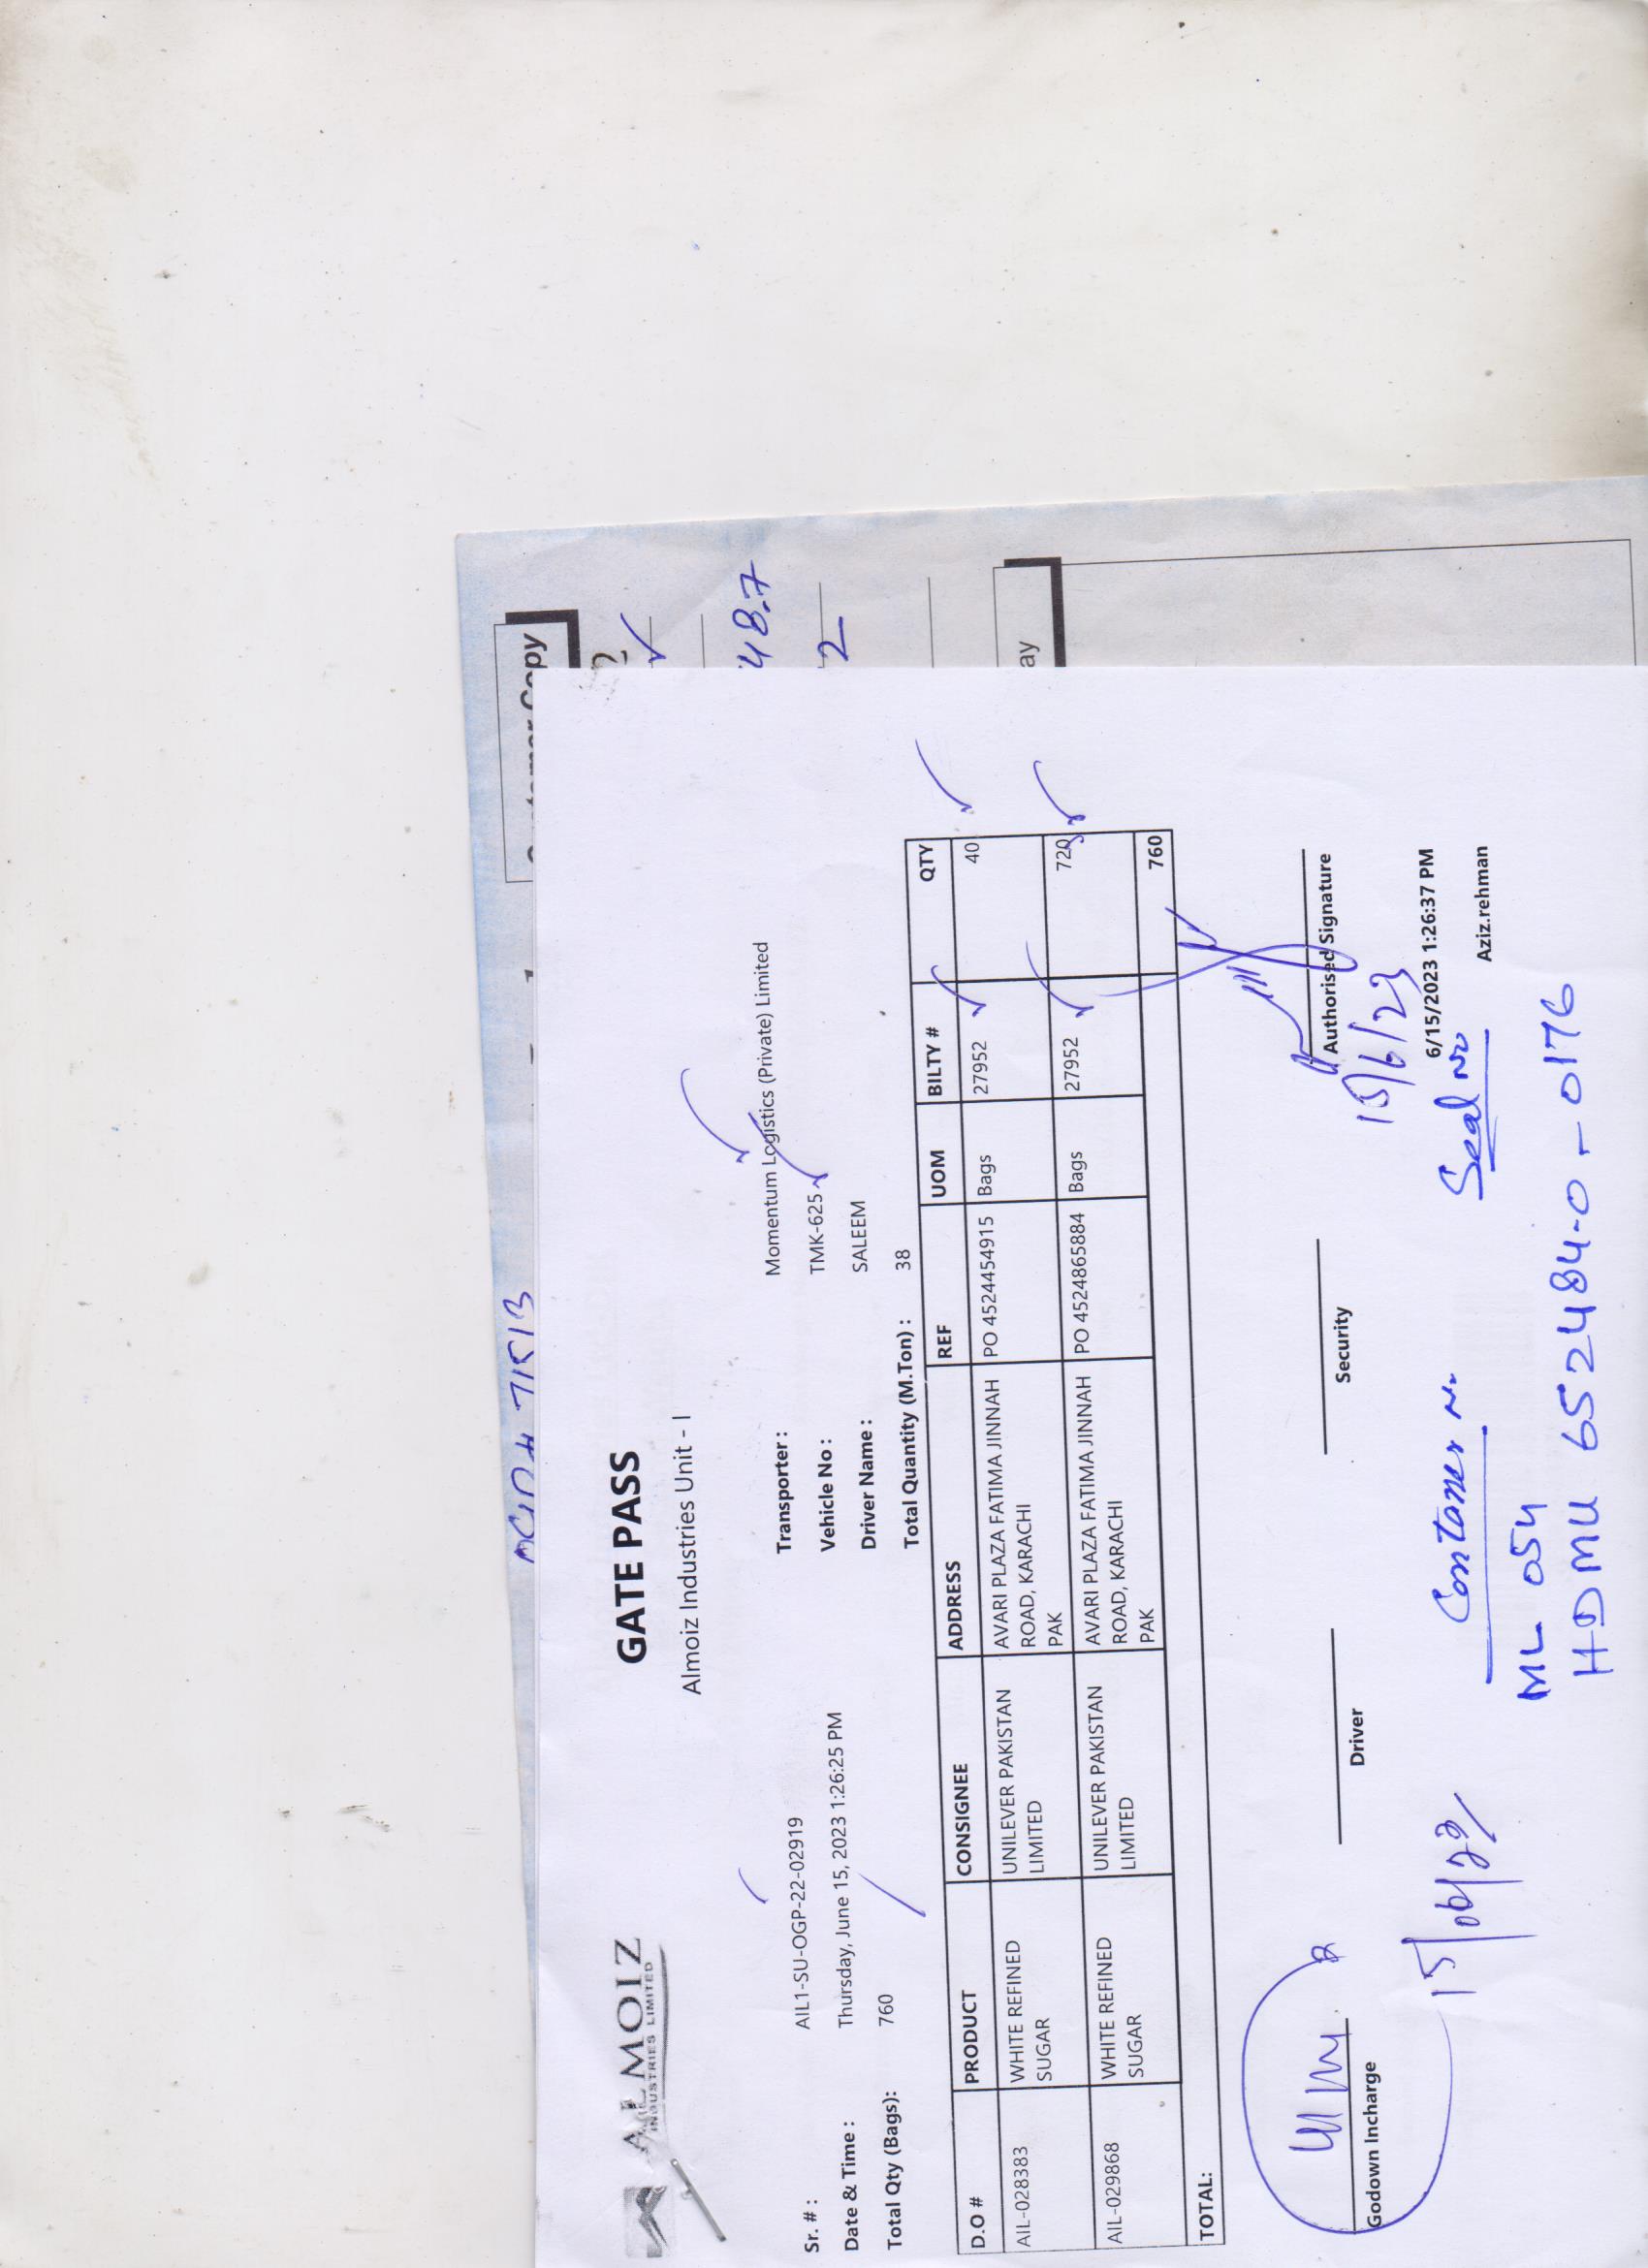 Customer Copy
48.7
2
ay
ALMOIZ
INDUSTRIES LIMITED
GATE PASS
Almoiz Industries Unit - I
Sr. # : AIL1-SU-OGP-22-02919
Transporter : Momentum Logistics (Private) Limited
Date & Time : Thursday, June 15, 2023 1:26:25 PM
Vehicle No : TMK-625
Total Qty (Bags): 760
Driver Name : SALEEM
Total Quantity (M.Ton) : 38
D.O # PRODUCT CONSIGNEE ADDRESS REF UOM BILTY # QTY
AIL-028383 WHITE REFINED SUGAR UNILEVER PAKISTAN LIMITED AVARI PLAZA FATIMA JINNAH ROAD, KARACHI PAK PO 4524454915 Bags 27952 40
AIL-029868 WHITE REFINED SUGAR UNILEVER PAKISTAN LIMITED AVARI PLAZA FATIMA JINNAH ROAD, KARACHI PAK PO 4524865884 Bags 27952 720
TOTAL: 760
Godown Incharge Driver Security Authorised Signature
15/06/23
15/6/23
6/15/2023 1:26:37 PM
Aziz.rehman
Contaner No Seal No
ML 054
HDMU 652484-0 - 0176